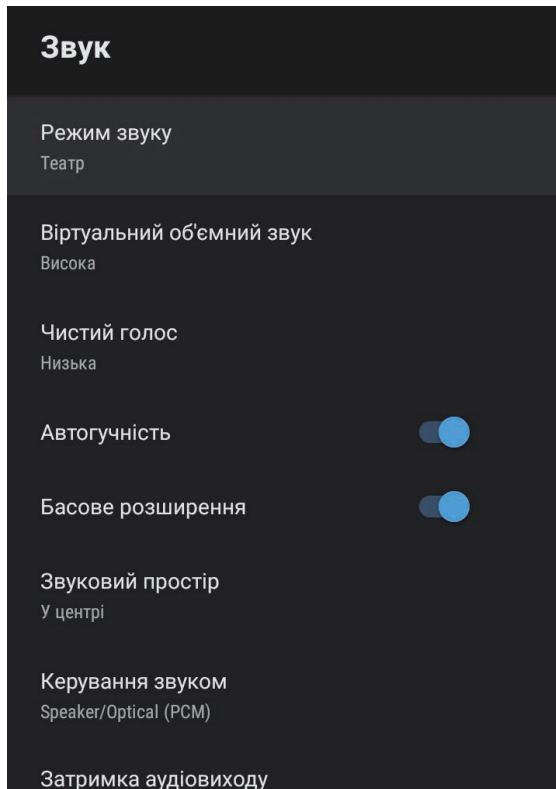 Звук
Режим звуку
Театр
Віртуальний об'ємний звук
Висока
Чистий голос
Низька
Автогучність
Басове розширення
Звуковий простір
У центрі
Керування звуком
Speaker/Optical (PCM)
Затримка аудіовиходу